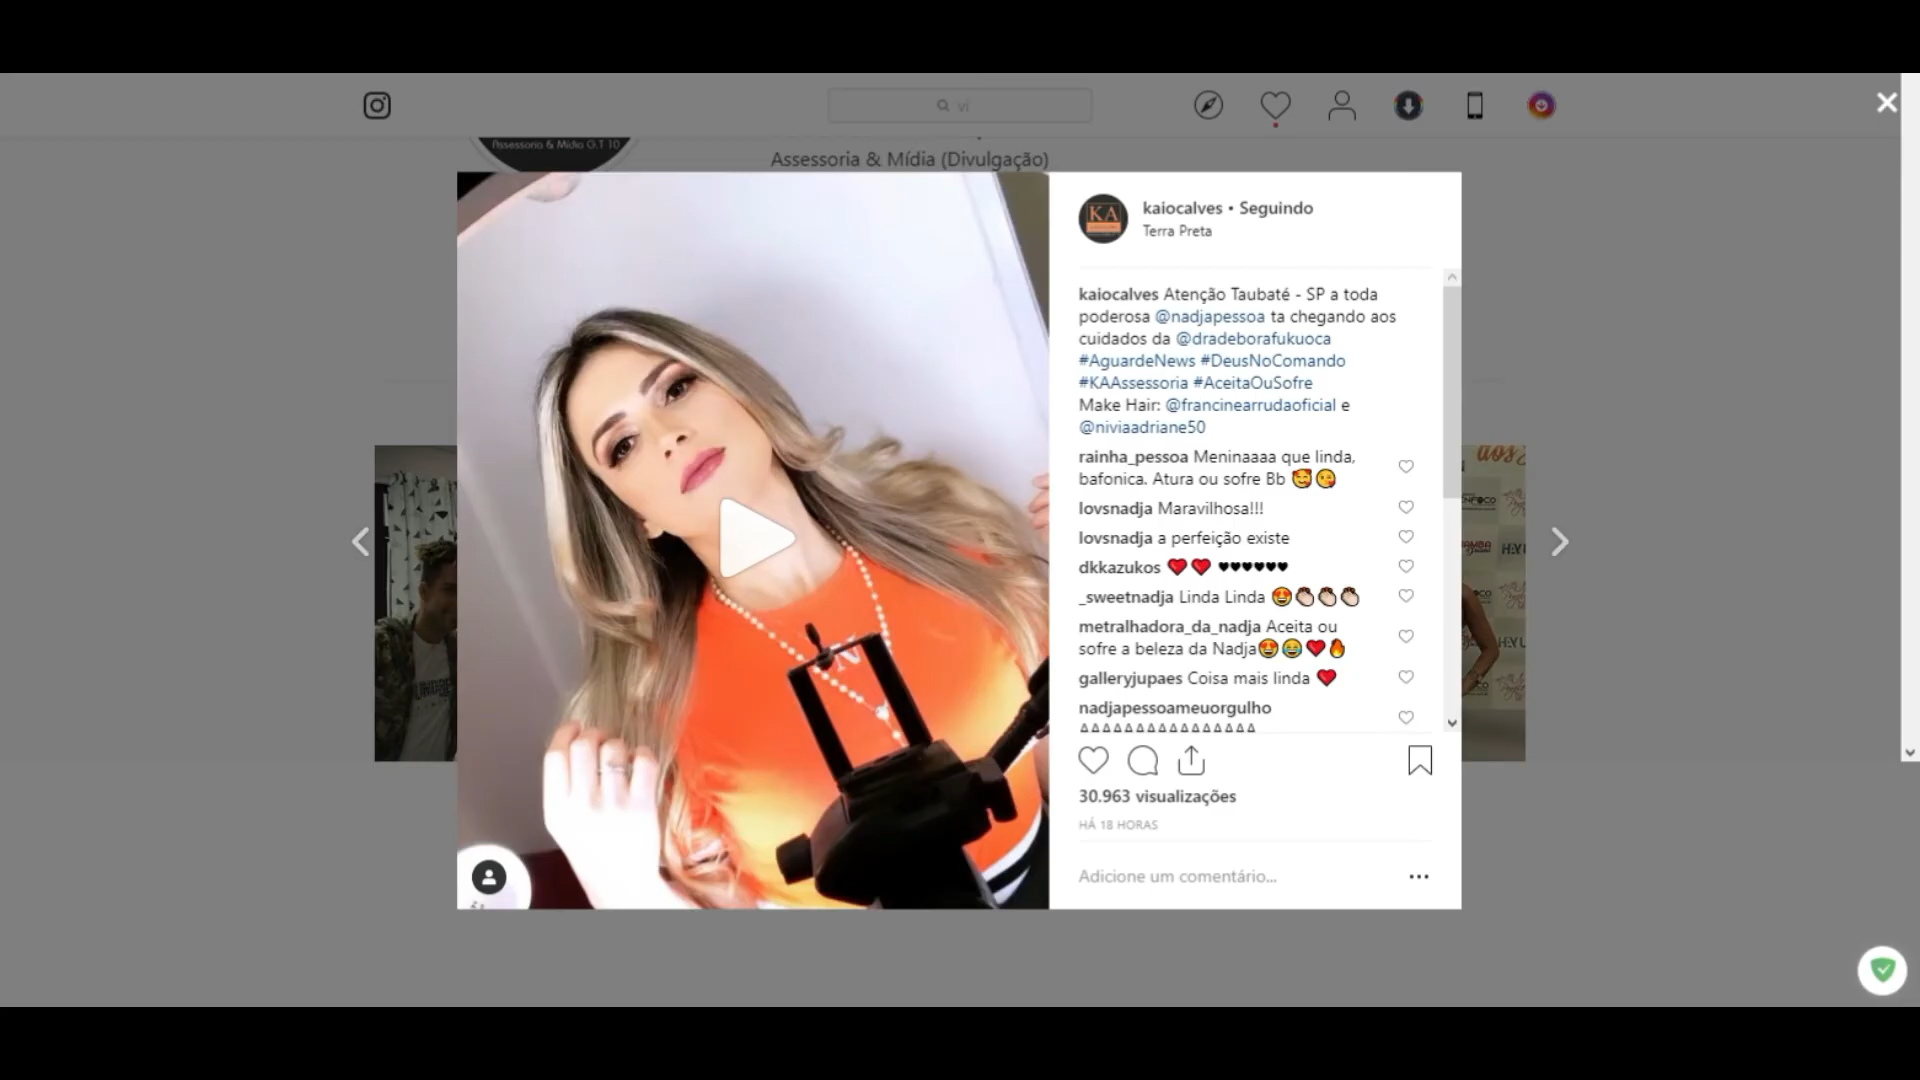 vi
Assessoria & Mídia G.T 10
Assessoria & Mídia (Divulgação)
kaiocalves • Seguindo
Terra Preta
KA
kaiocalves Atenção Taubaté - SP a toda
poderosa @nadjapessoa ta chegando aos
cuidados da @dradeborafukuoca
#AguardeNews #DeusNoComando
#KAAssessoria #AceitaOuSofre
Make Hair: @francinearrudaoficial e
@niviaadriane50
rainha_pessoa Meninaaaa que linda,
bafonica. Atura ou sofre Bb 🥰😘
lovsnadja Maravilhosa!!!
lovsnadja a perfeição existe
dkkazukos ❤️❤️ ♥♥♥♥♥♥
_sweetnadja Linda Linda 😍👏🏻👏🏻👏🏻
metralhadora_da_nadja Aceita ou
sofre a beleza da Nadja😍😂❤️🔥
galleryjupaes Coisa mais linda ❤️
nadjapessoameuorgulho
30.963 visualizações
HÁ 18 HORAS
Adicione um comentário...
N